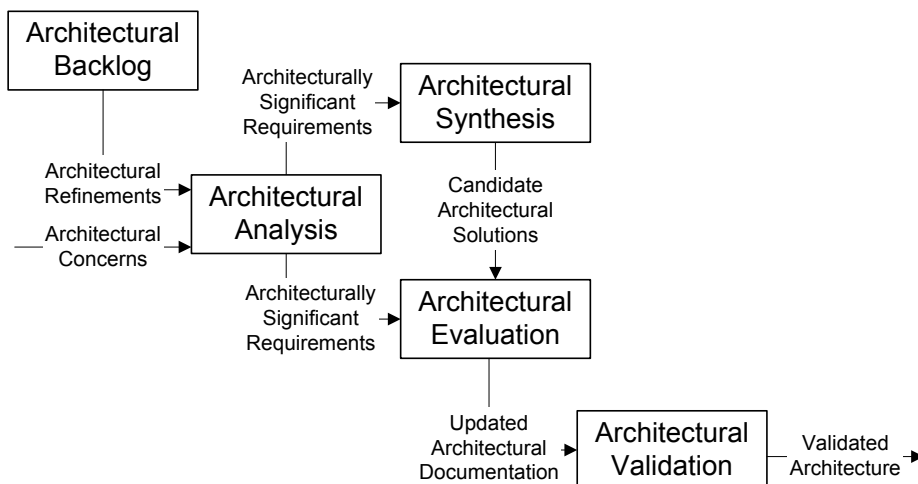 Architectural
Backlog
Architecturally
Significant
Requirements
Architectural
Synthesis
Architectural
Refinements
Architectural
Analysis
Candidate
Architectural
Solutions
Architectural
Concerns
Architecturally
Significant
Requirements
Architectural
Evaluation
Updated
Architectural
Documentation
Architectural
Validation
Validated
Architecture